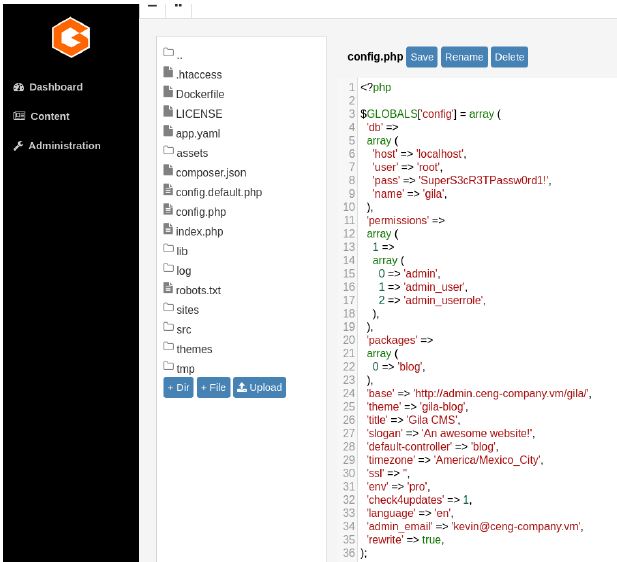 Dashboard
Content
Administration
..
.htaccess
Dockerfile
LICENSE
app.yaml
assets
composer.json
config.default.php
config.php
index.php
lib
log
robots.txt
sites
src
themes
tmp
+ Dir + File Upload
config.php Save Rename Delete
1 <?php
2
3 $GLOBALS['config'] = array (
4 'db' =>
5 array (
6 'host' => 'localhost',
7 'user' => 'root',
8 'pass' => 'SuperS3cR3TPassw0rd1!',
9 'name' => 'gila',
10 ),
11 'permissions' =>
12 array (
13 1 =>
14 array (
15 0 => 'admin',
16 1 => 'admin_user',
17 2 => 'admin_userrole',
18 ),
19 ),
20 'packages' =>
21 array (
22 0 => 'blog',
23 ),
24 'base' => 'http://admin.ceng-company.vm/gila/',
25 'theme' => 'gila-blog',
26 'title' => 'Gila CMS',
27 'slogan' => 'An awesome website!',
28 'default-controller' => 'blog',
29 'timezone' => 'America/Mexico_City',
30 'ssl' => '',
31 'env' => 'pro',
32 'check4updates' => 1,
33 'language' => 'en',
34 'admin_email' => 'kevin@ceng-company.vm',
35 'rewrite' => true,
36 );